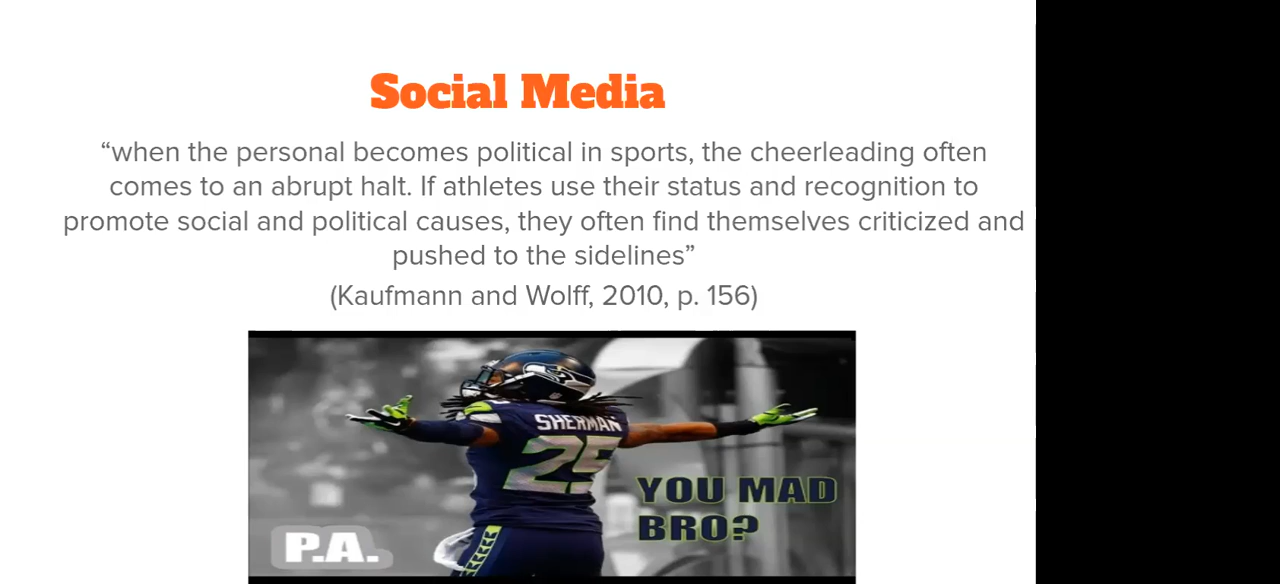 Social Media
“when the personal becomes political in sports, the cheerleading often
comes to an abrupt halt. If athletes use their status and recognition to
promote social and political causes, they often find themselves criticized and
pushed to the sidelines”
(Kaufmann and Wolff, 2010, p. 156)
SHERMAN
25
YOU MAD
BRO?
P.A.